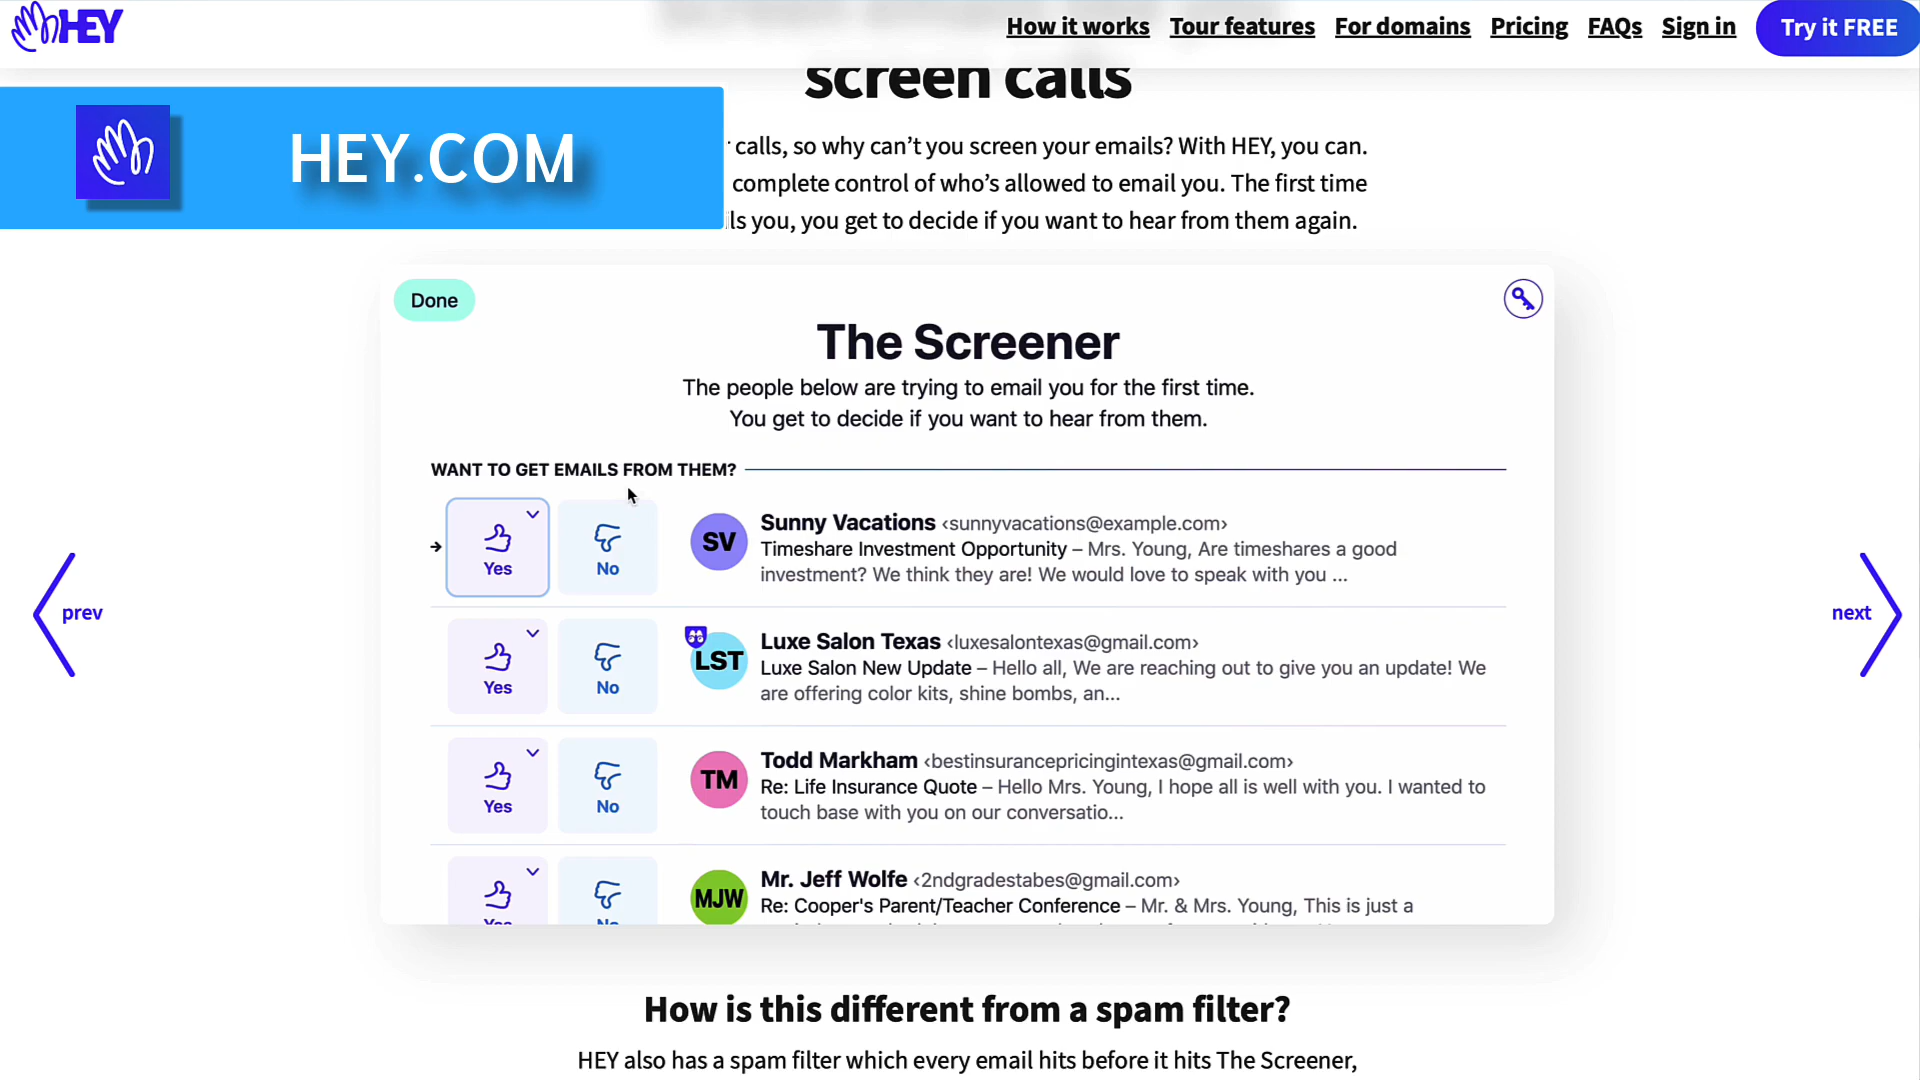 HEY
How it works
Tour features
For domains
Pricing
FAQs
Sign in
Try it FREE
screen calls
HEY.COM
calls, so why can’t you screen your emails? With HEY, you can.
complete control of who’s allowed to email you. The first time
you, you get to decide if you want to hear from them again.
Done
The Screener
The people below are trying to email you for the first time.
You get to decide if you want to hear from them.
WANT TO GET EMAILS FROM THEM?
Yes
No
SV
Sunny Vacations <sunnyvacations@example.com>
Timeshare Investment Opportunity – Mrs. Young, Are timeshares a good
investment? We think they are! We would love to speak with you ...
Yes
No
LST
Luxe Salon Texas <luxesalontexas@gmail.com>
Luxe Salon New Update – Hello all, We are reaching out to give you an update! We
are offering color kits, shine bombs, an...
Yes
No
TM
Todd Markham <bestinsurancepricingintexas@gmail.com>
Re: Life Insurance Quote – Hello Mrs. Young, I hope all is well with you. I wanted to
touch base with you on our conversatio...
Yes
No
MJW
Mr. Jeff Wolfe <2ndgradestabes@gmail.com>
Re: Cooper's Parent/Teacher Conference – Mr. & Mrs. Young, This is just a
prev
next
How is this different from a spam filter?
HEY also has a spam filter which every email hits before it hits The Screener,